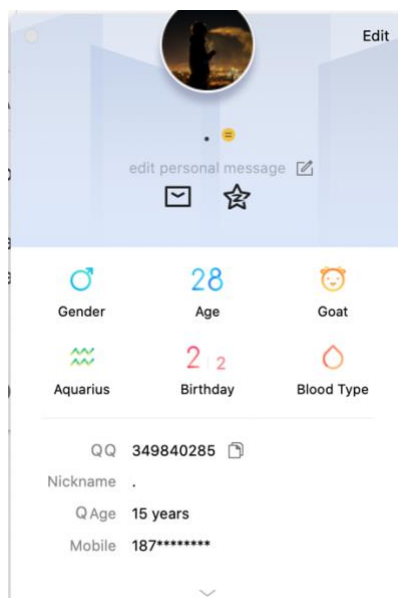 Edit
.
edit personal message
28
Gender Age Goat
2 2
Aquarius Birthday Blood Type
QQ 349840285
Nickname .
Q Age 15 years
Mobile 187********